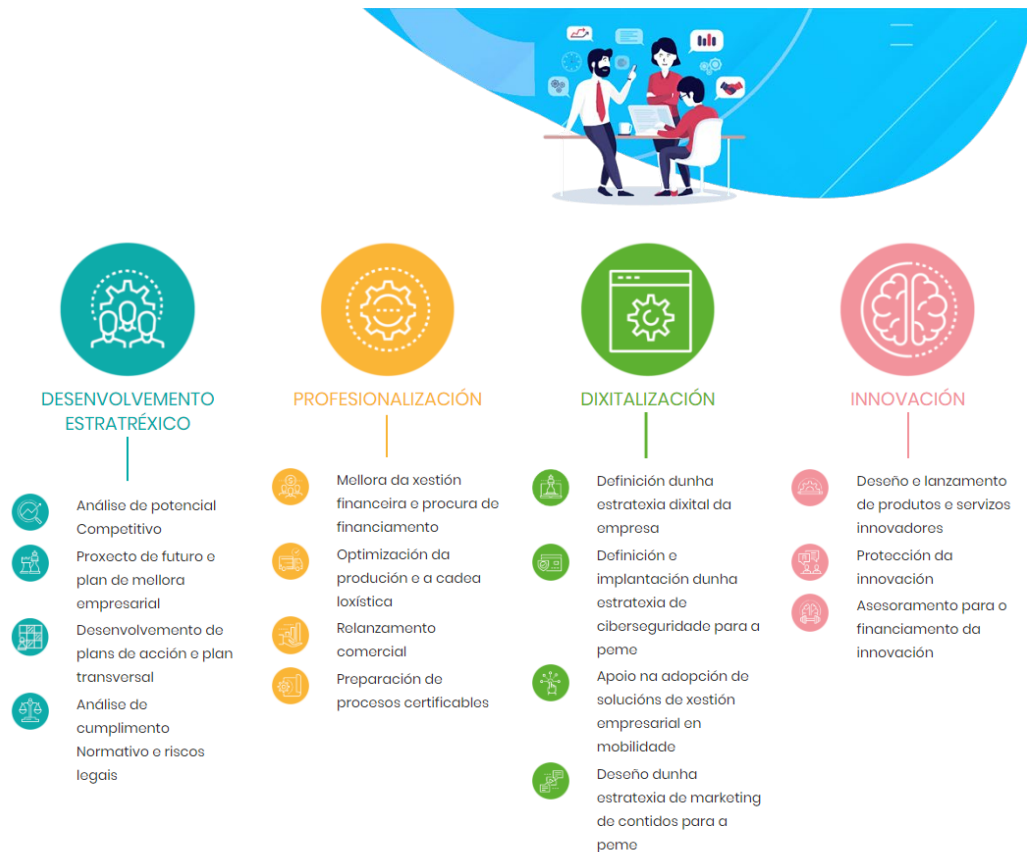 DESENVOLVEMENTO
ESTRATRÉXICO
Análise de potencial
Competitivo
Proxecto de futuro e
plan de mellora
empresarial
Desenvolvemento de
plans de acción e plan
transversal
Análise de
cumplimento
Normativo e riscos
legais
PROFESIONALIZACIÓN
Mellora da xestión
financeira e procura de
financiamento
Optimización da
produción e a cadea
loxística
Relanzamento
comercial
Preparación de
procesos certificables
DIXITALIZACIÓN
Definición dunha
estratexia dixital da
empresa
Definición e
implantación dunha
estratexia de
ciberseguridade para a
peme
Apoio na adopción de
solucións de xestión
empresarial en
mobilidade
Deseño dunha
estratexia de marketing
de contidos para a
peme
INNOVACIÓN
Deseño e lanzamento
de produtos e servizos
innovadores
Protección da
innovación
Asesoramento para o
financiamento da
innovación